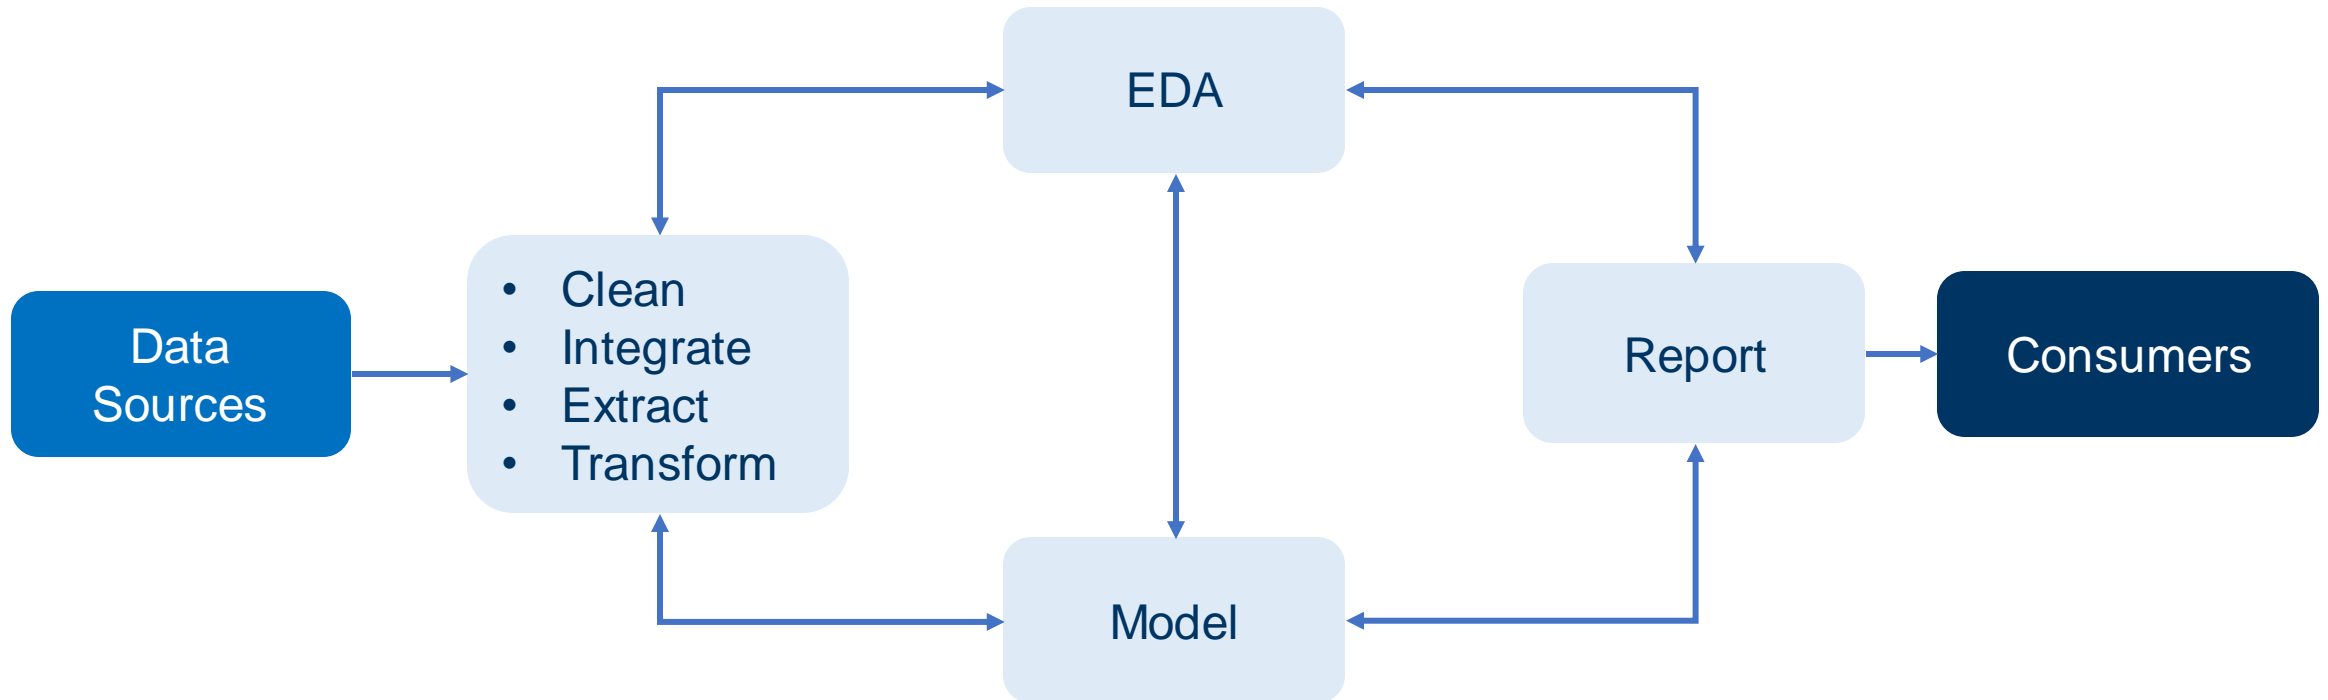 EDA
Data
Sources
• Clean
• Integrate
• Extract
• Transform
Report
Consumers
Model